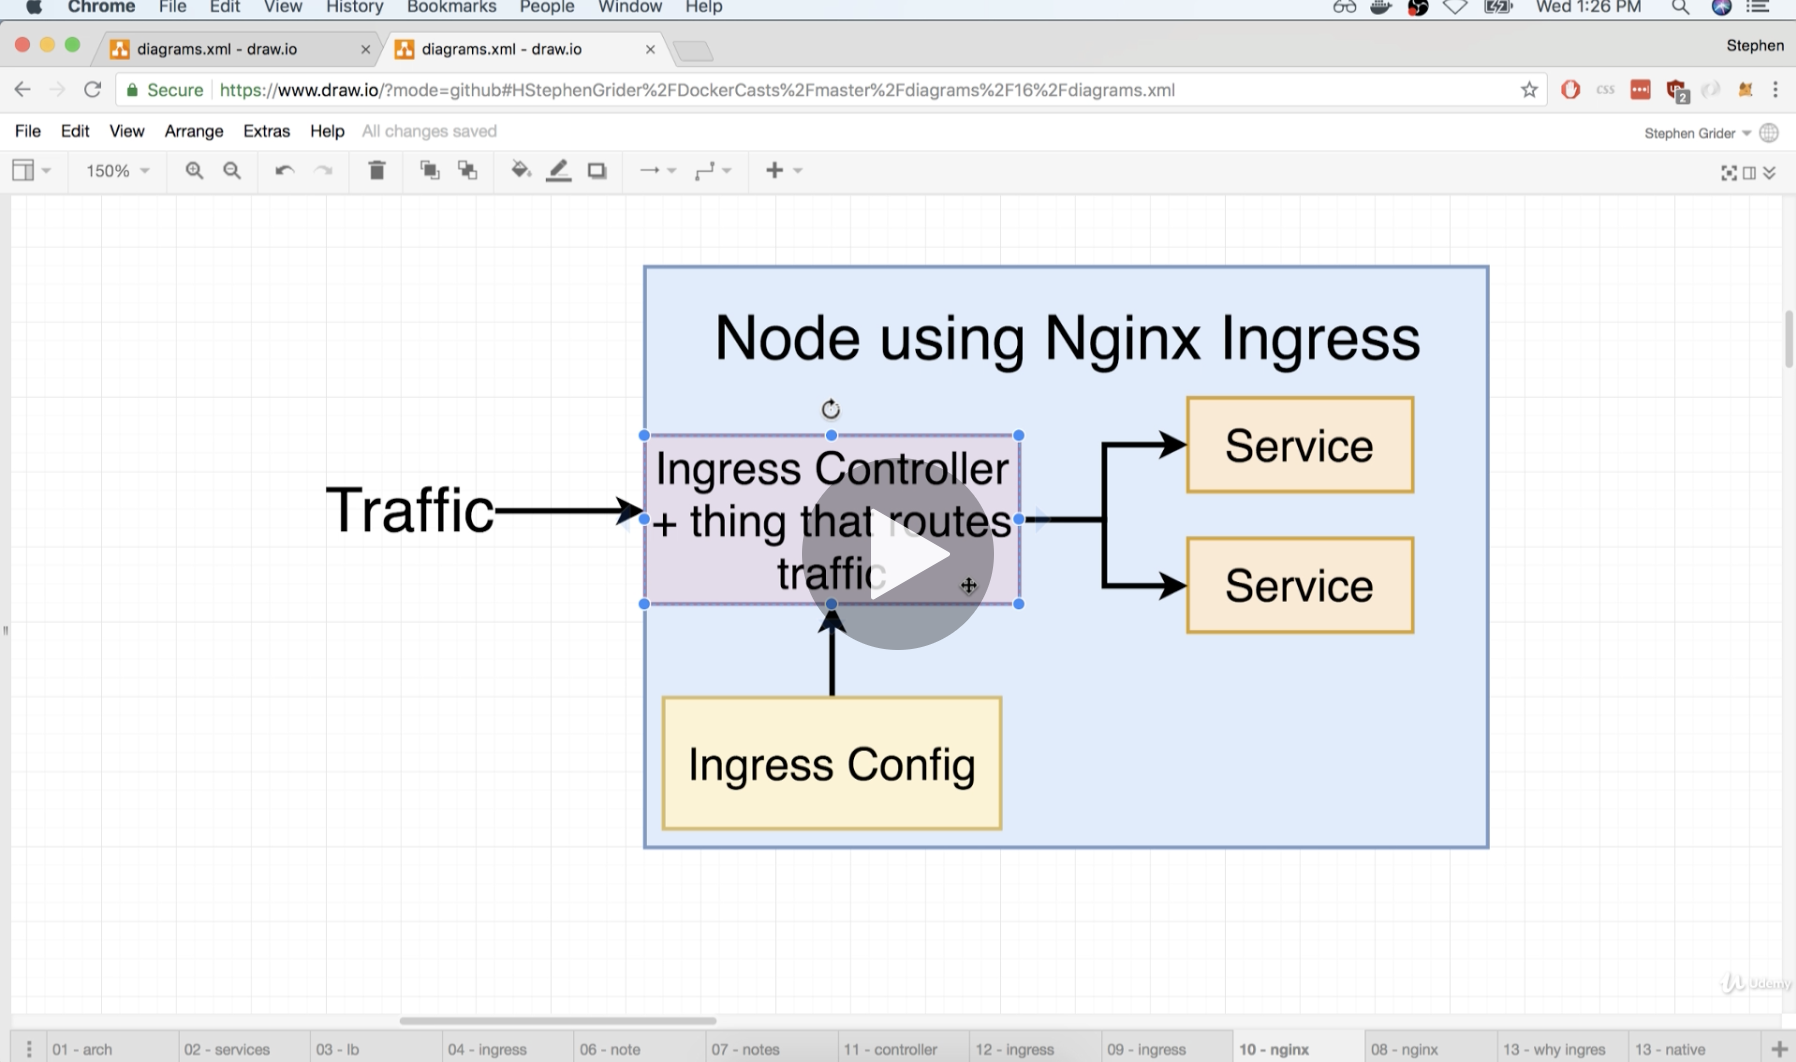 Chrome File Edit View History Bookmarks People Window Help Wed 1:26 PM
diagrams.xml - draw.io diagrams.xml - draw.io Stephen
Secure https://www.draw.io/?mode=github#HStephenGrider%2FDockerCasts%2Fmaster%2Fdiagrams%2F16%2Fdiagrams.xml css 2
File Edit View Arrange Extras Help All changes saved Stephen Grider
150%
Node using Nginx Ingress
Traffic
Ingress Controller
+ thing that routes
traffic
Service
Service
Ingress Config
Udemy
01 - arch 02 - services 03 - lb 04 - ingress 06 - note 07 - notes 11 - controller 12 - ingress 09 - ingress 10 - nginx 08 - nginx 13 - why ingres 13 - native